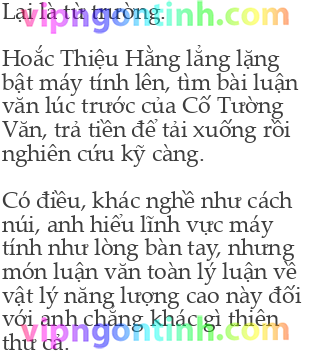 Lại là từ trường.
vipngontinh.com
Hoắc Thiệu Hằng lẳng lặng
bật máy tính lên, tìm bài luận
văn lúc trước của Cố Tường
Văn, trả tiền để tải xuống rồi
nghiên cứu kỹ càng.
Có điều, khác nghề như cách
núi, anh hiểu lĩnh vực máy
tính như lòng bàn tay, nhưng
món luận văn toàn lý luận về
vật lý năng lượng cao này đối
với anh chẳng khác gì thiên
vipngontinh.com
thư cả.